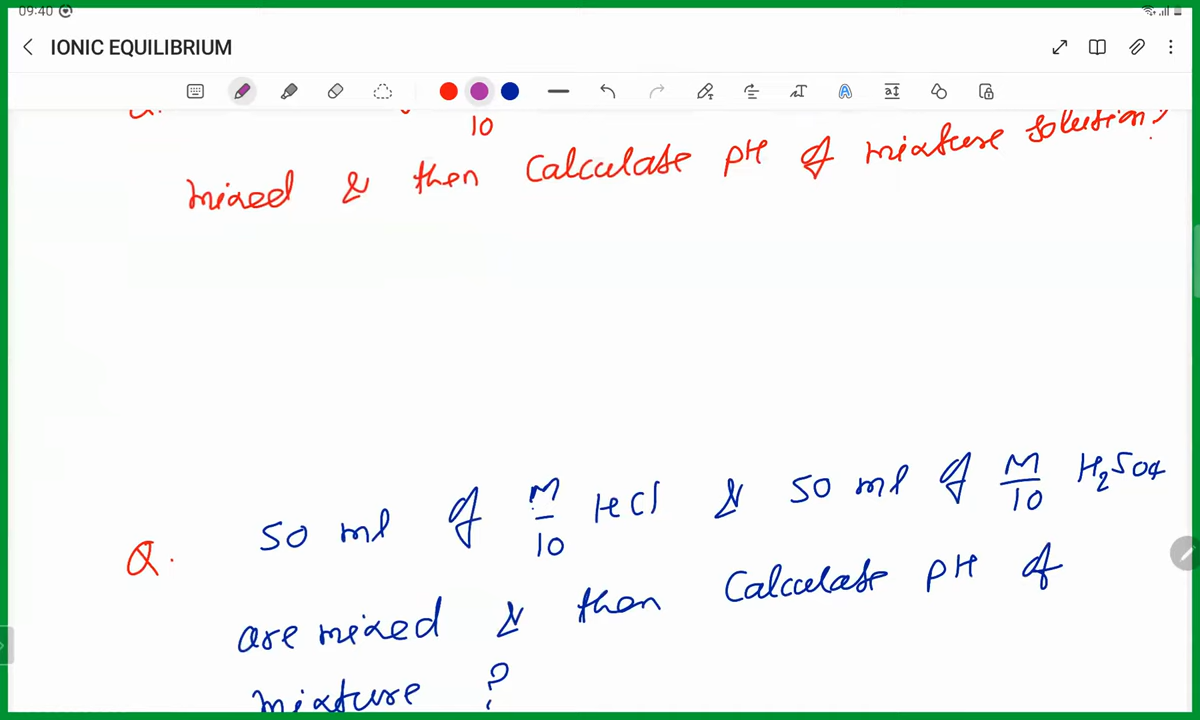 09:40
IONIC EQUILIBRIUM
10
mixed & then Calculate pH of mixture solution?
Q. 50 ml of M/10 HCl & 50 ml of M/10 H2SO4
are mixed & then Calculate pH of
mixture ?